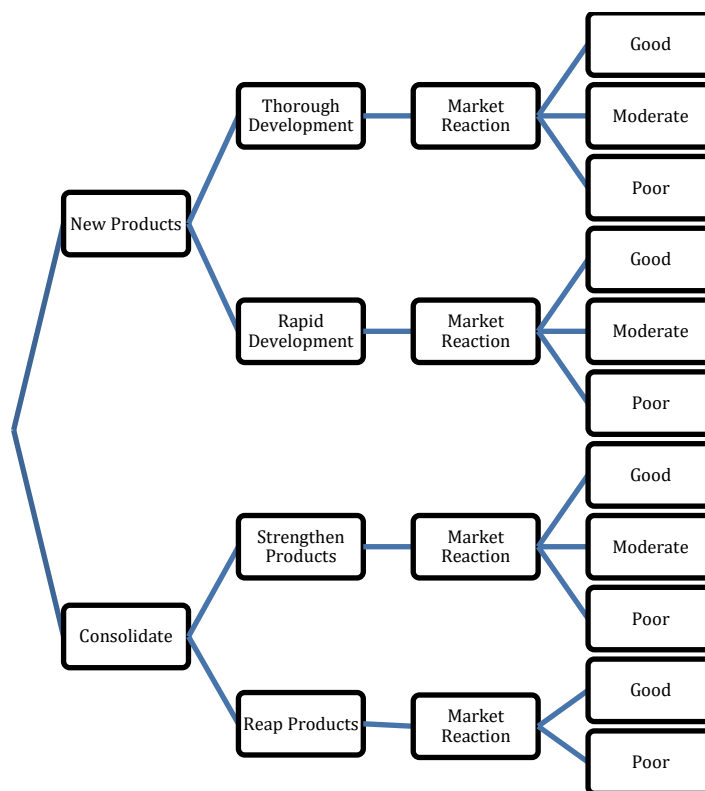 Good
Thorough
Development
Market
Reaction
Moderate
Poor
New Products
Good
Rapid
Development
Market
Reaction
Moderate
Poor
Good
Strengthen
Products
Market
Reaction
Moderate
Poor
Consolidate
Good
Reap Products
Market
Reaction
Poor